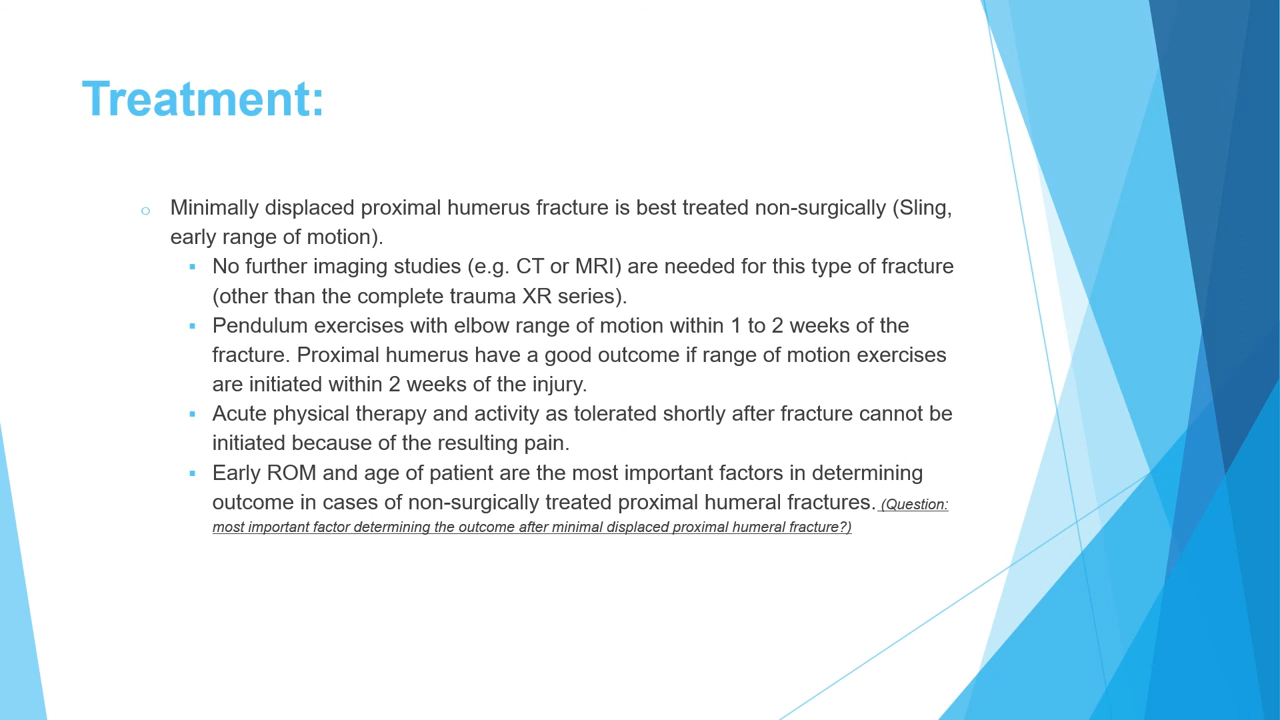 Treatment:
Minimally displaced proximal humerus fracture is best treated non-surgically (Sling,
early range of motion).
No further imaging studies (e.g. CT or MRI) are needed for this type of fracture
(other than the complete trauma XR series).
Pendulum exercises with elbow range of motion within 1 to 2 weeks of the
fracture. Proximal humerus have a good outcome if range of motion exercises
are initiated within 2 weeks of the injury.
Acute physical therapy and activity as tolerated shortly after fracture cannot be
initiated because of the resulting pain.
Early ROM and age of patient are the most important factors in determining
outcome in cases of non-surgically treated proximal humeral fractures. (Question:
most important factor determining the outcome after minimal displaced proximal humeral fracture?)